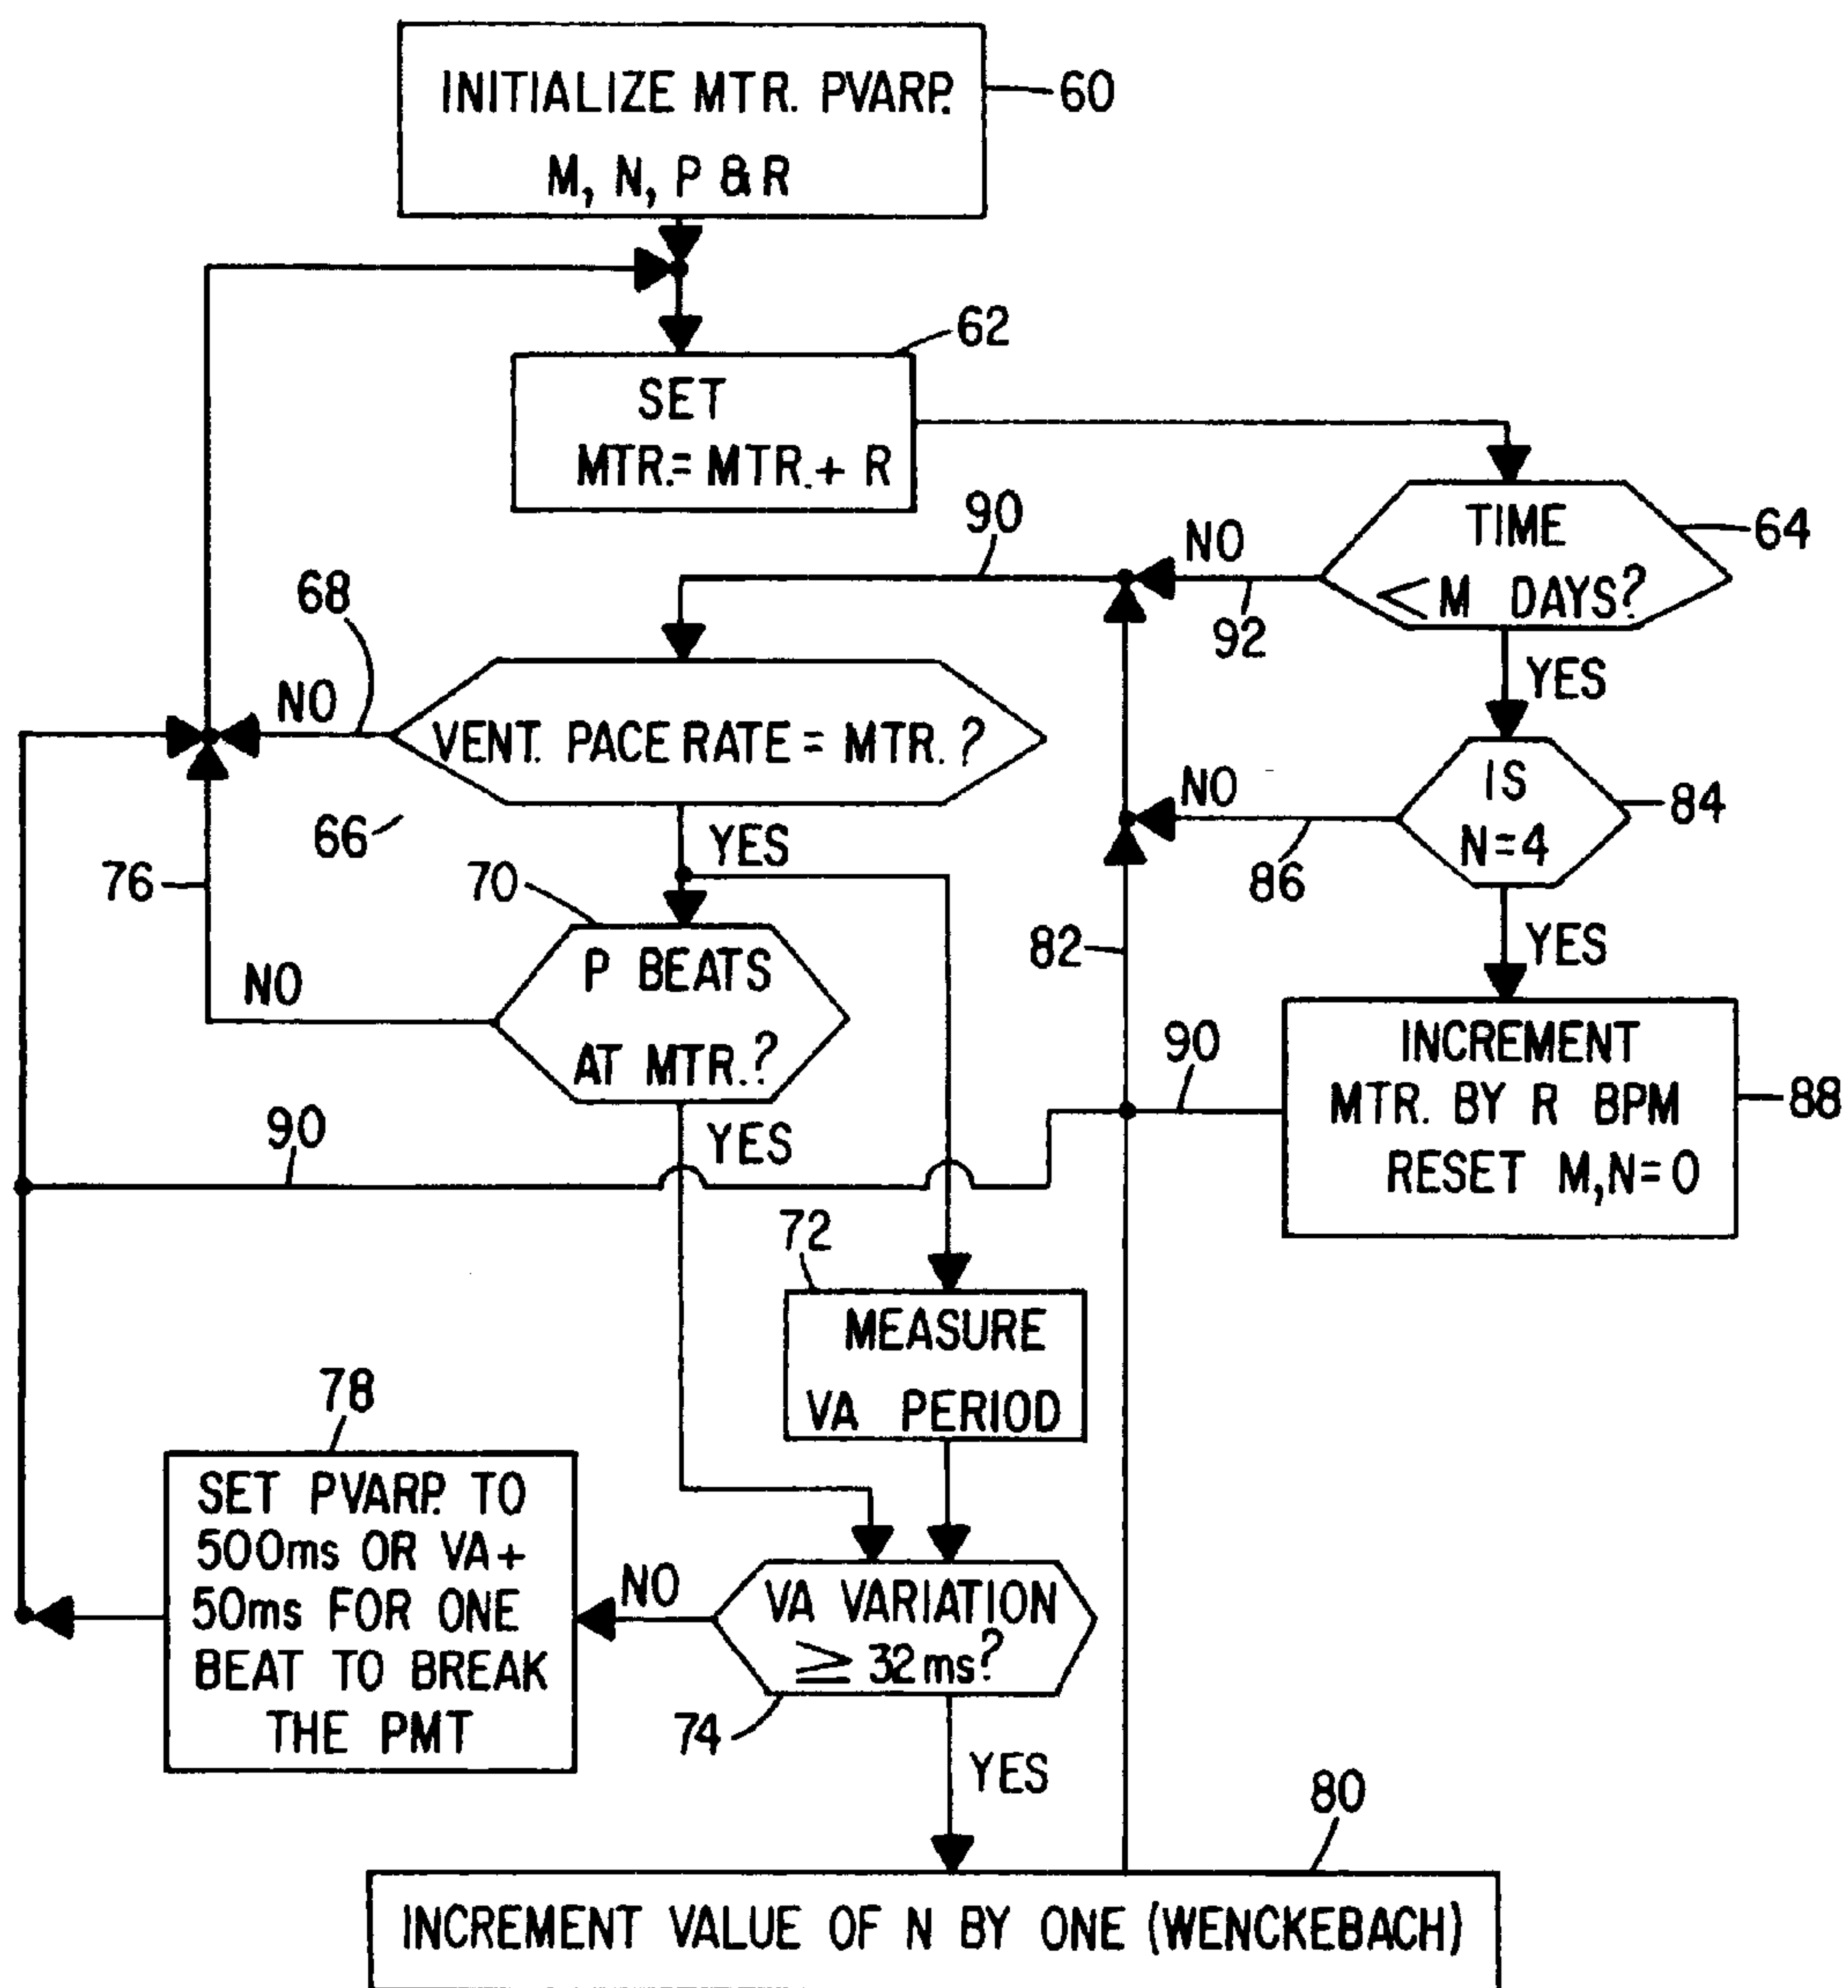 INITIALIZE MTR. PVARP.
M, N, P & R
60
62
SET
MTR.= MTR.+ R
90
NO
TIME
< M DAYS?
64
92
68
NO
YES
VENT. PACE RATE = MTR.?
66
YES
NO
IS
N=4
84
86
76
70
P BEATS
AT MTR.?
NO
82
YES
90
INCREMENT
MTR. BY R BPM
RESET M,N=0
88
90
YES
72
MEASURE
VA PERIOD
78
SET PVARP. TO
500ms OR VA+
50ms FOR ONE
BEAT TO BREAK
THE PMT
NO
VA VARIATION
≧ 32ms?
74
YES
80
INCREMENT VALUE OF N BY ONE (WENCKEBACH)